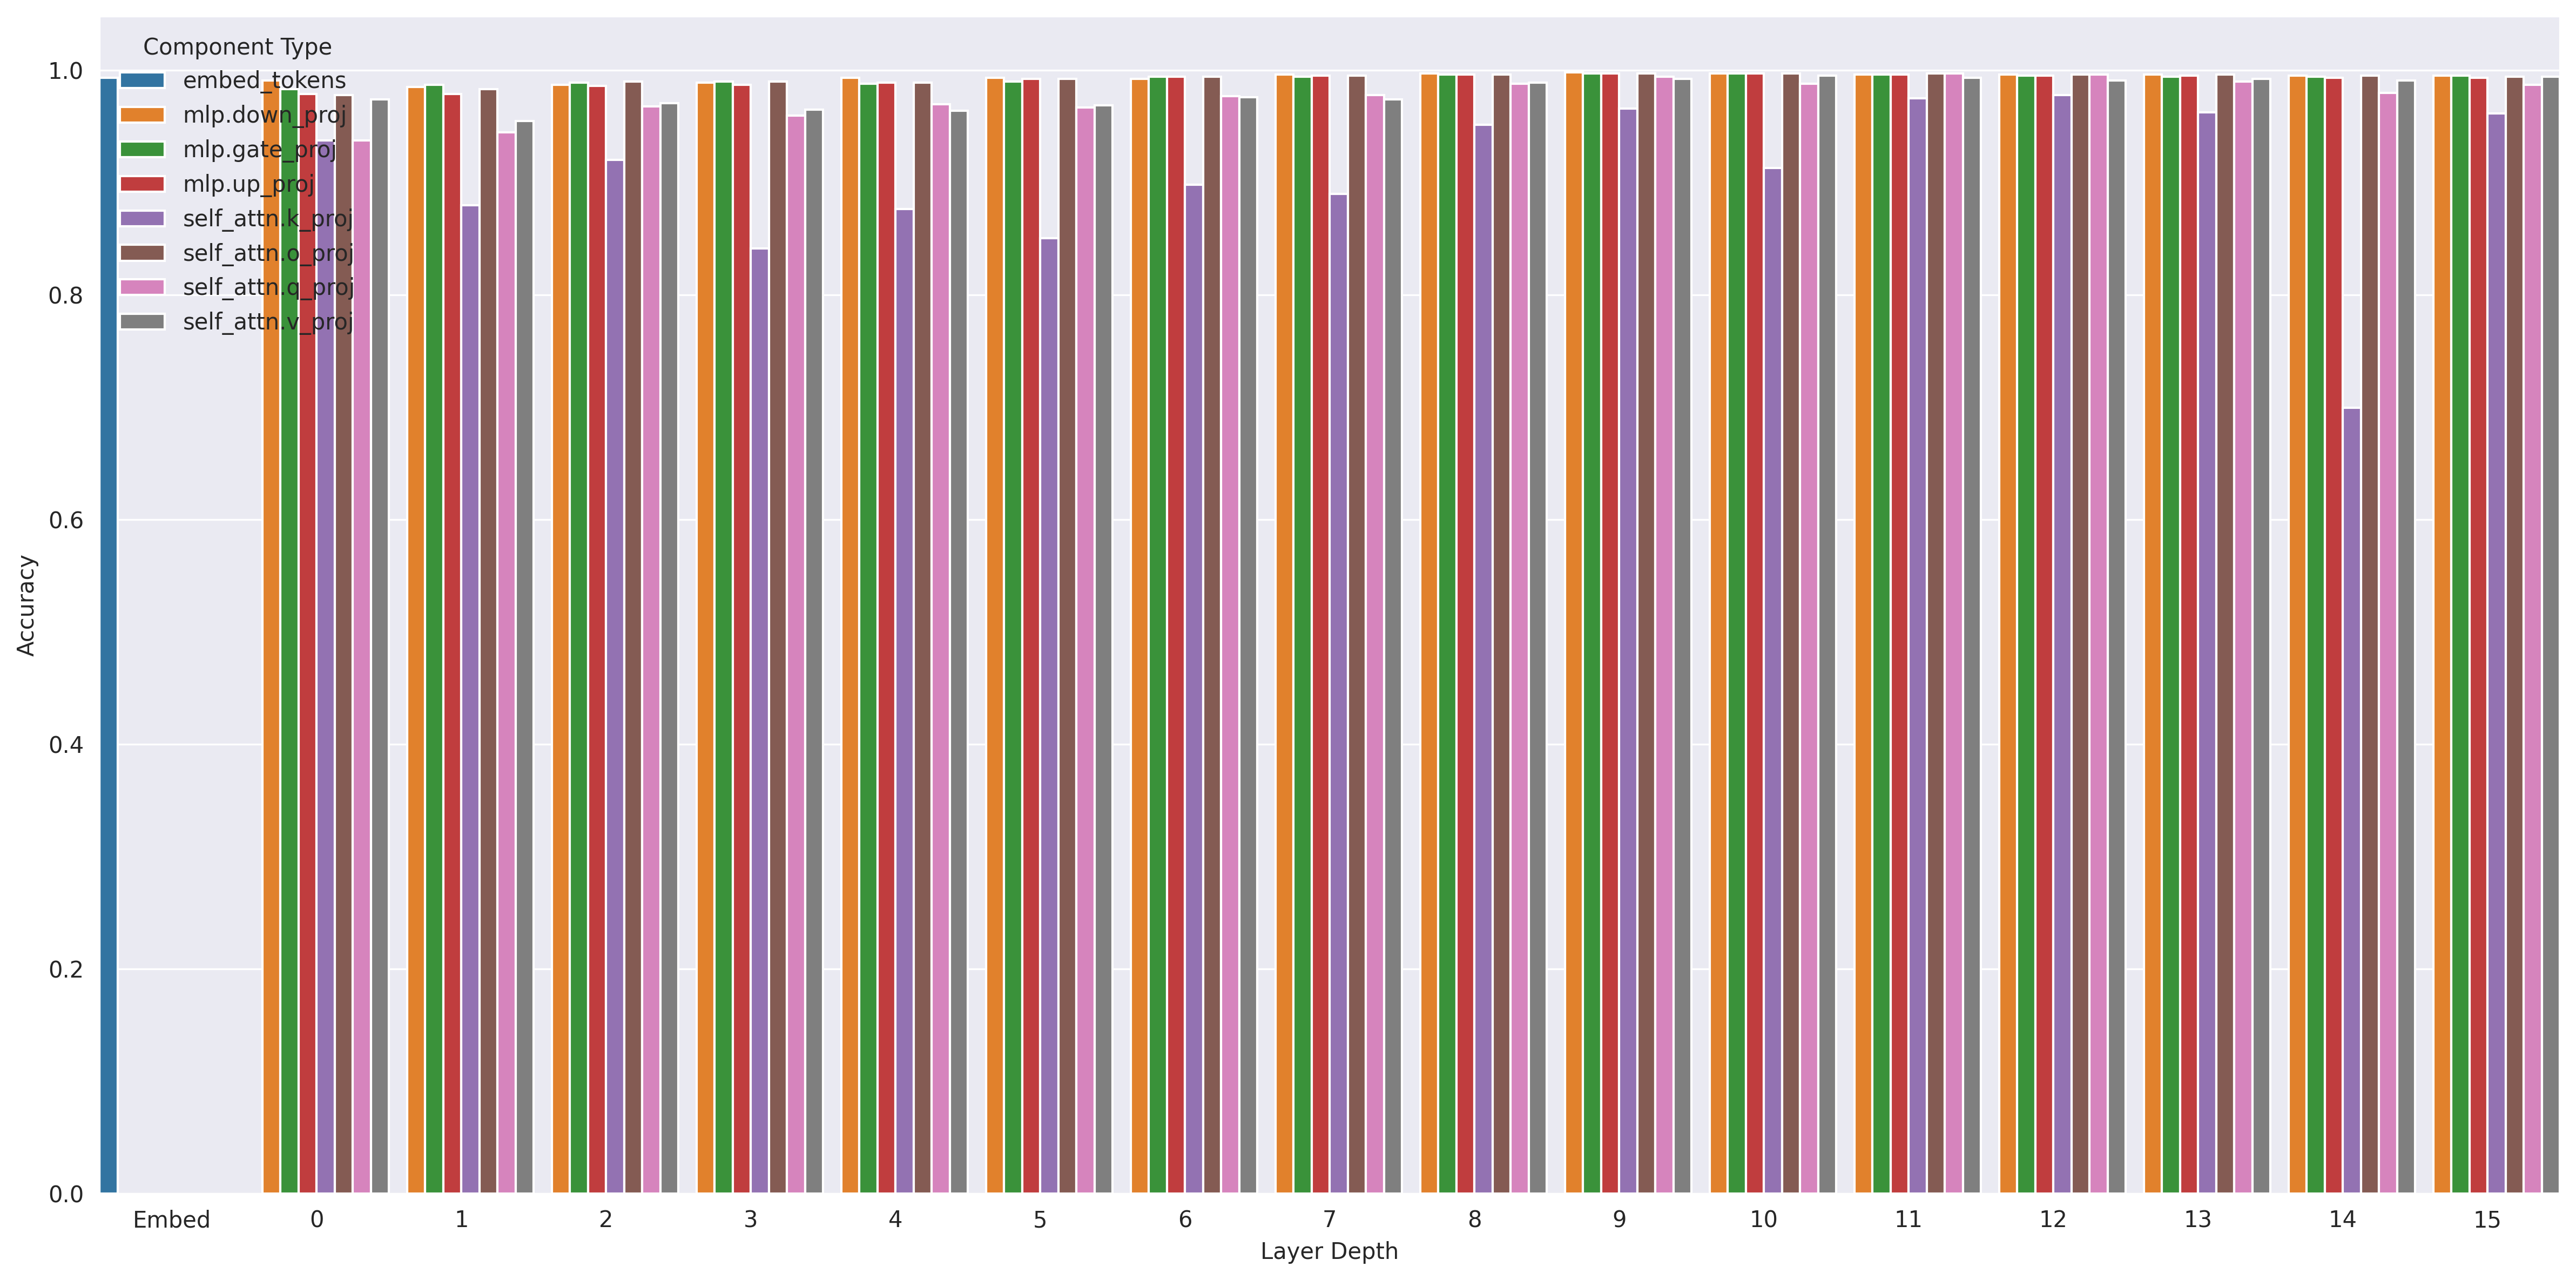 Component Type
embed_tokens
mlp.down_proj
mlp.gate_proj
mlp.up_proj
self_attn.k_proj
self_attn.o_proj
self_attn.q_proj
self_attn.v_proj
1.0
0.8
0.6
0.4
0.2
0.0
Accuracy
Embed 0 1 2 3 4 5 6 7 8 9 10 11 12 13 14 15
Layer Depth